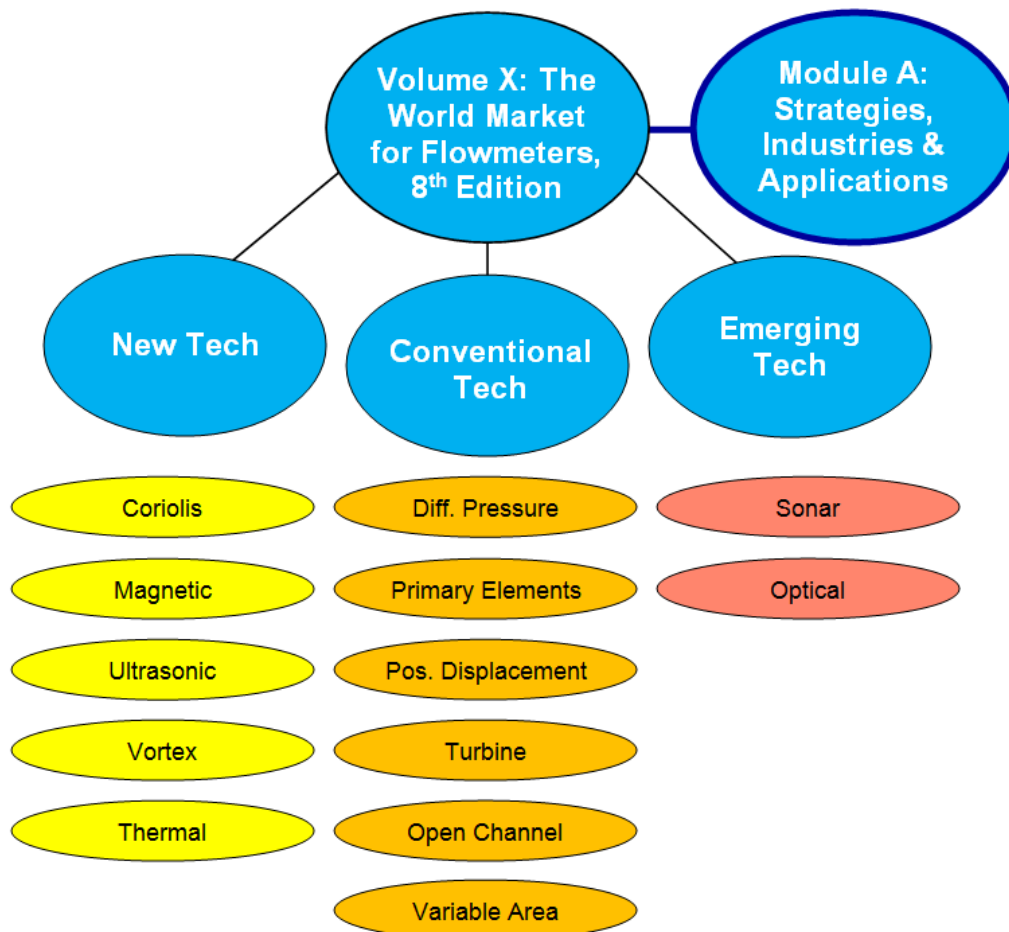 Volume X: The
World Market
for Flowmeters,
8th Edition
Module A:
Strategies,
Industries &
Applications
New Tech
Conventional
Tech
Emerging
Tech
Coriolis
Diff. Pressure
Sonar
Magnetic
Primary Elements
Optical
Ultrasonic
Pos. Displacement
Vortex
Turbine
Thermal
Open Channel
Variable Area